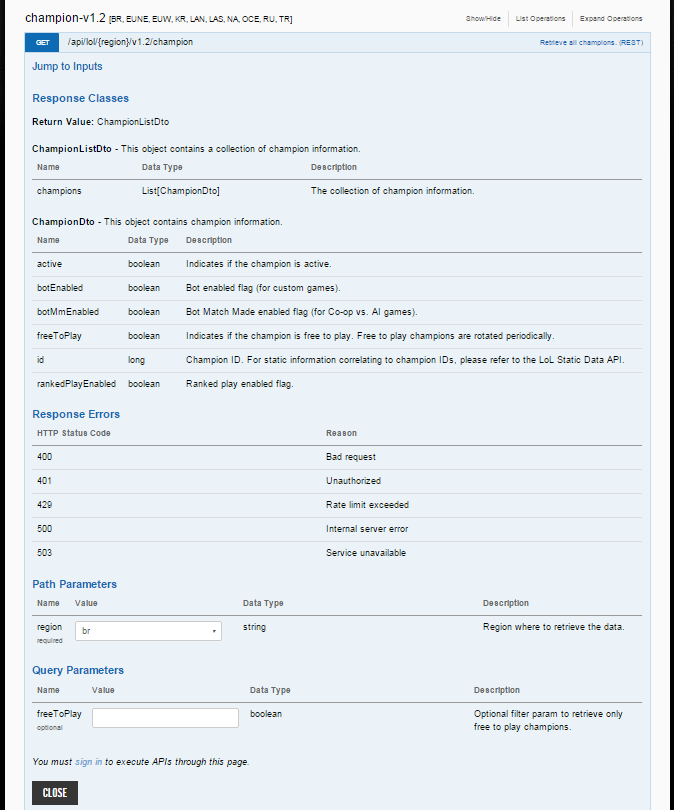 champion-v1.2 [BR, EUNE, EUW, KR, LAN, LAS, NA, OCE, RU, TR] Show/Hide List Operations Expand Operations
GET /api/lol/{region}/v1.2/champion Retrieve all champions. (REST)
Jump to Inputs
Response Classes
Return Value: ChampionListDto
ChampionListDto - This object contains a collection of champion information.
Name Data Type Description
champions List[ChampionDto] The collection of champion information.
ChampionDto - This object contains champion information.
Name Data Type Description
active boolean Indicates if the champion is active.
botEnabled boolean Bot enabled flag (for custom games).
botMmEnabled boolean Bot Match Made enabled flag (for Co-op vs. AI games).
freeToPlay boolean Indicates if the champion is free to play. Free to play champions are rotated periodically.
id long Champion ID. For static information correlating to champion IDs, please refer to the LoL Static Data API.
rankedPlayEnabled boolean Ranked play enabled flag.
Response Errors
HTTP Status Code Reason
400 Bad request
401 Unauthorized
429 Rate limit exceeded
500 Internal server error
503 Service unavailable
Path Parameters
Name Value Data Type Description
region br string Region where to retrieve the data.
required
Query Parameters
Name Value Data Type Description
freeToPlay boolean Optional filter param to retrieve only
optional free to play champions.
You must sign in to execute APIs through this page.
CLOSE